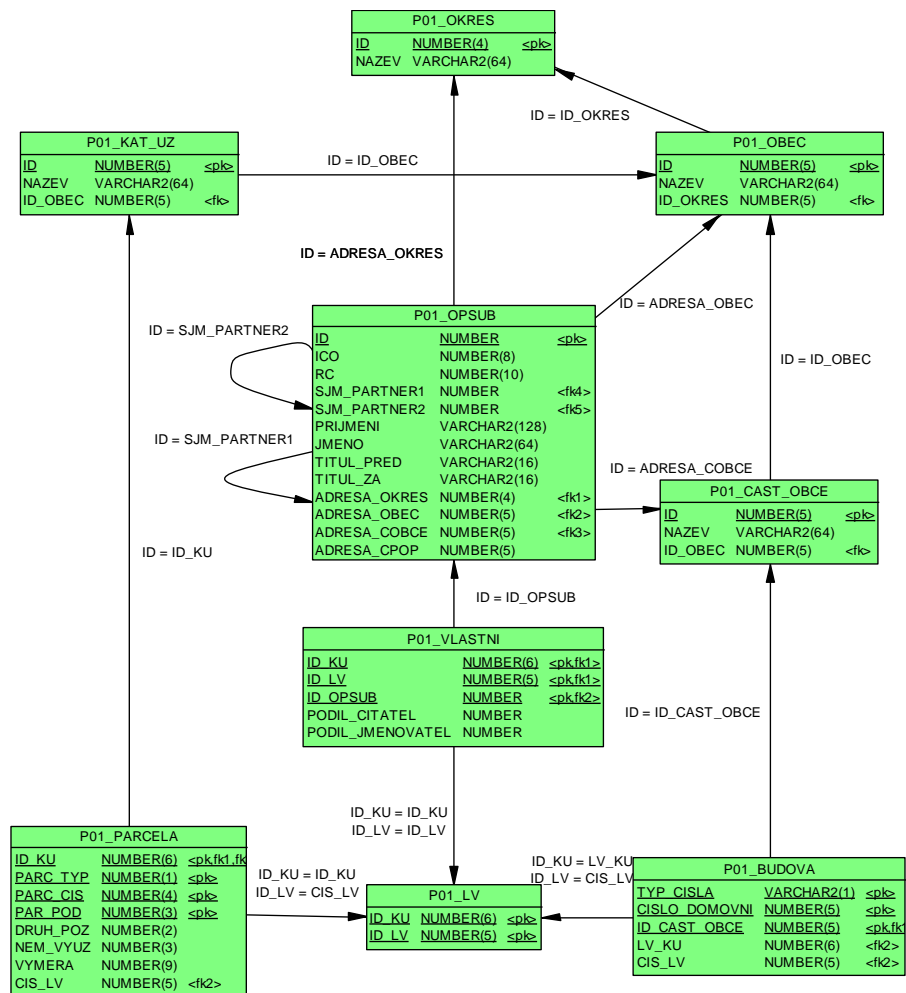 P01_OKRES
ID NUMBER(4) <pk>
NAZEV VARCHAR2(64)
ID = ID_OKRES
P01_KAT_UZ
ID NUMBER(5) <pk>
NAZEV VARCHAR2(64)
ID_OBEC NUMBER(5) <fk>
ID = ID_OBEC
P01_OBEC
ID NUMBER(5) <pk>
NAZEV VARCHAR2(64)
ID_OKRES NUMBER(5) <fk>
ID = ADRESA_OKRES
ID = ADRESA_OBEC
P01_OPSUB
ID NUMBER <pk>
ICO NUMBER(8)
RC NUMBER(10)
SJM_PARTNER1 NUMBER <fk4>
SJM_PARTNER2 NUMBER <fk5>
PRIJMENI VARCHAR2(128)
JMENO VARCHAR2(64)
TITUL_PRED VARCHAR2(16)
TITUL_ZA VARCHAR2(16)
ADRESA_OKRES NUMBER(4) <fk1>
ADRESA_OBEC NUMBER(5) <fk2>
ADRESA_COBCE NUMBER(5) <fk3>
ADRESA_CPOP NUMBER(5)
ID = SJM_PARTNER2
ID = SJM_PARTNER1
ID = ID_OBEC
ID = ADRESA_COBCE
P01_CAST_OBCE
ID NUMBER(5) <pk>
NAZEV VARCHAR2(64)
ID_OBEC NUMBER(5) <fk>
ID = ID_KU
ID = ID_OPSUB
P01_VLASTNI
ID_KU NUMBER(6) <pk,fk1>
ID_LV NUMBER(5) <pk,fk1>
ID_OPSUB NUMBER <pk,fk2>
PODIL_CITATEL NUMBER
PODIL_JMENOVATEL NUMBER
ID = ID_CAST_OBCE
ID_KU = ID_KU
ID_LV = ID_LV
P01_PARCELA
ID_KU NUMBER(6) <pk,fk1,fk
PARC_TYP NUMBER(1) <pk>
PARC_CIS NUMBER(4) <pk>
PAR_POD NUMBER(3) <pk>
DRUH_POZ NUMBER(2)
NEM_VYUZ NUMBER(3)
VYMERA NUMBER(9)
CIS_LV NUMBER(5) <fk2>
ID_KU = ID_KU
ID_LV = CIS_LV
P01_LV
ID_KU NUMBER(6) <pk>
ID_LV NUMBER(5) <pk>
ID_KU = LV_KU
ID_LV = CIS_LV
P01_BUDOVA
TYP_CISLA VARCHAR2(1) <pk>
CISLO_DOMOVNI NUMBER(5) <pk>
ID_CAST_OBCE NUMBER(5) <pk,fk1
LV_KU NUMBER(6) <fk2>
CIS_LV NUMBER(5) <fk2>